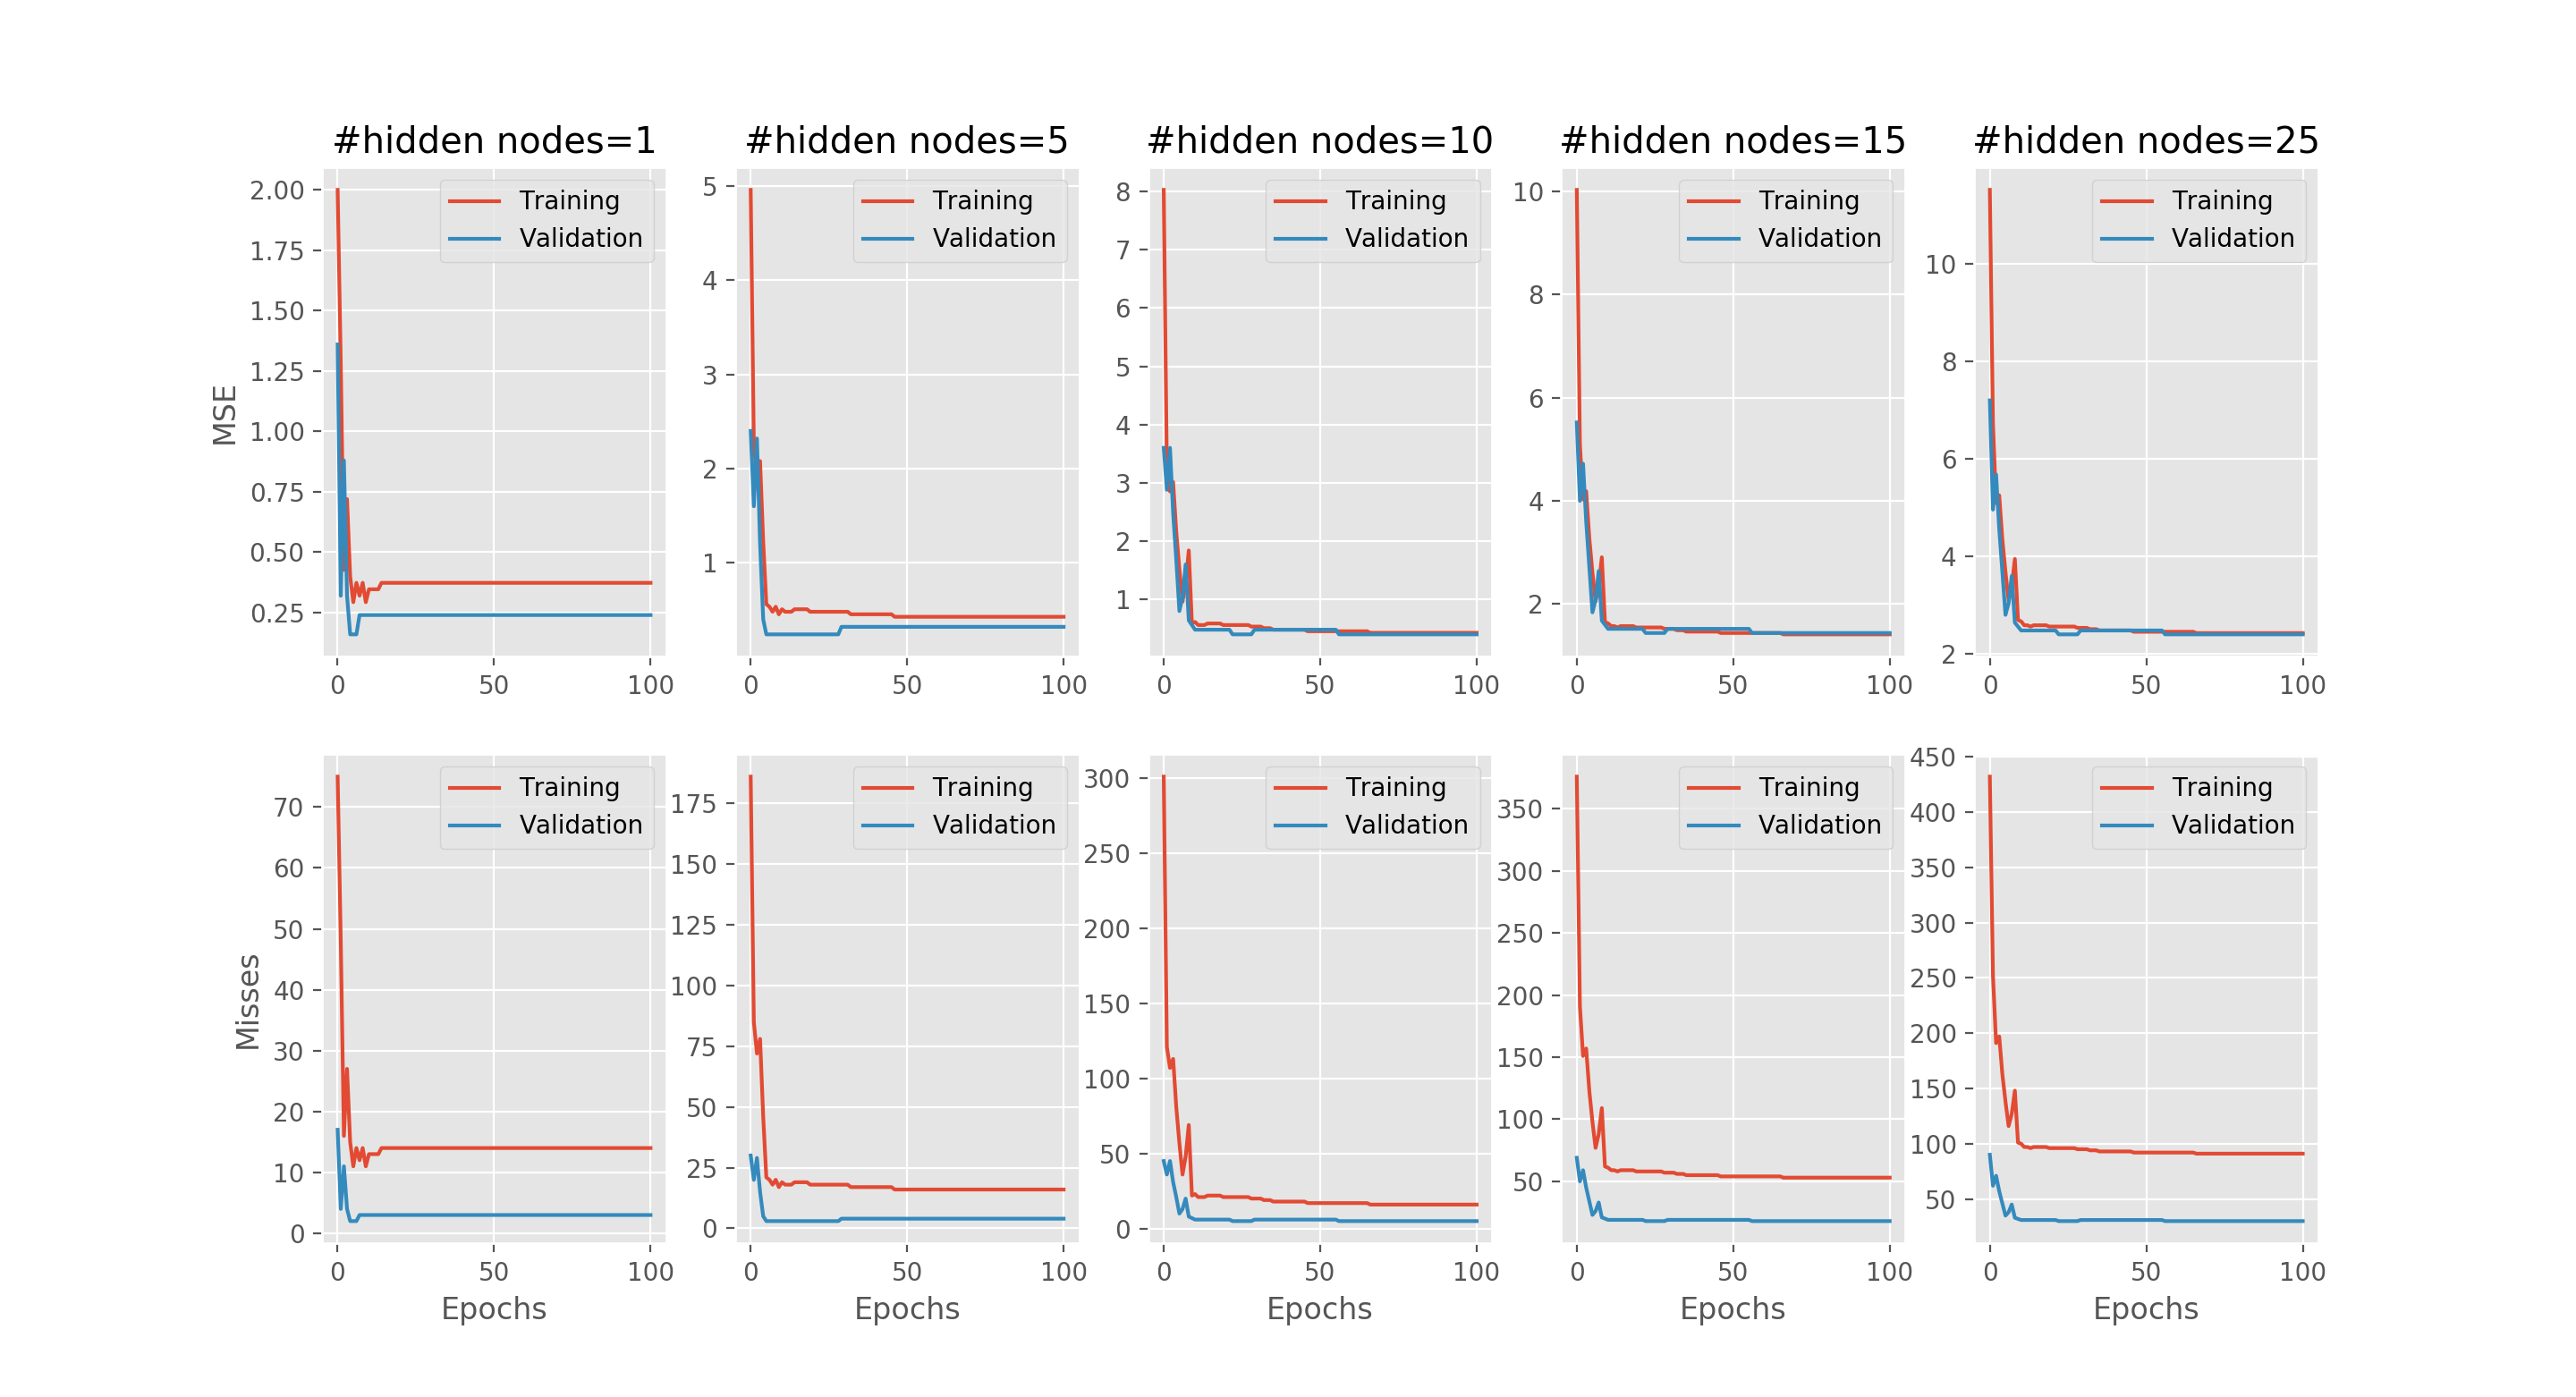 #hidden nodes=1 #hidden nodes=5 #hidden nodes=10 #hidden nodes=15 #hidden nodes=25
MSE
2.00
1.75
1.50
1.25
1.00
0.75
0.50
0.25
0 50 100
Training
Validation
5
4
3
2
1
0 50 100
Training
Validation
8
7
6
5
4
3
2
1
0 50 100
Training
Validation
10
8
6
4
2
0 50 100
Training
Validation
10
8
6
4
2
0 50 100
Training
Validation
Misses
70
60
50
40
30
20
10
0
0 50 100
Epochs
Training
Validation
175
150
125
100
75
50
25
0
0 50 100
Epochs
Training
Validation
300
250
200
150
100
50
0
0 50 100
Epochs
Training
Validation
350
300
250
200
150
100
50
0 50 100
Epochs
Training
Validation
450
400
350
300
250
200
150
100
50
0 50 100
Epochs
Training
Validation